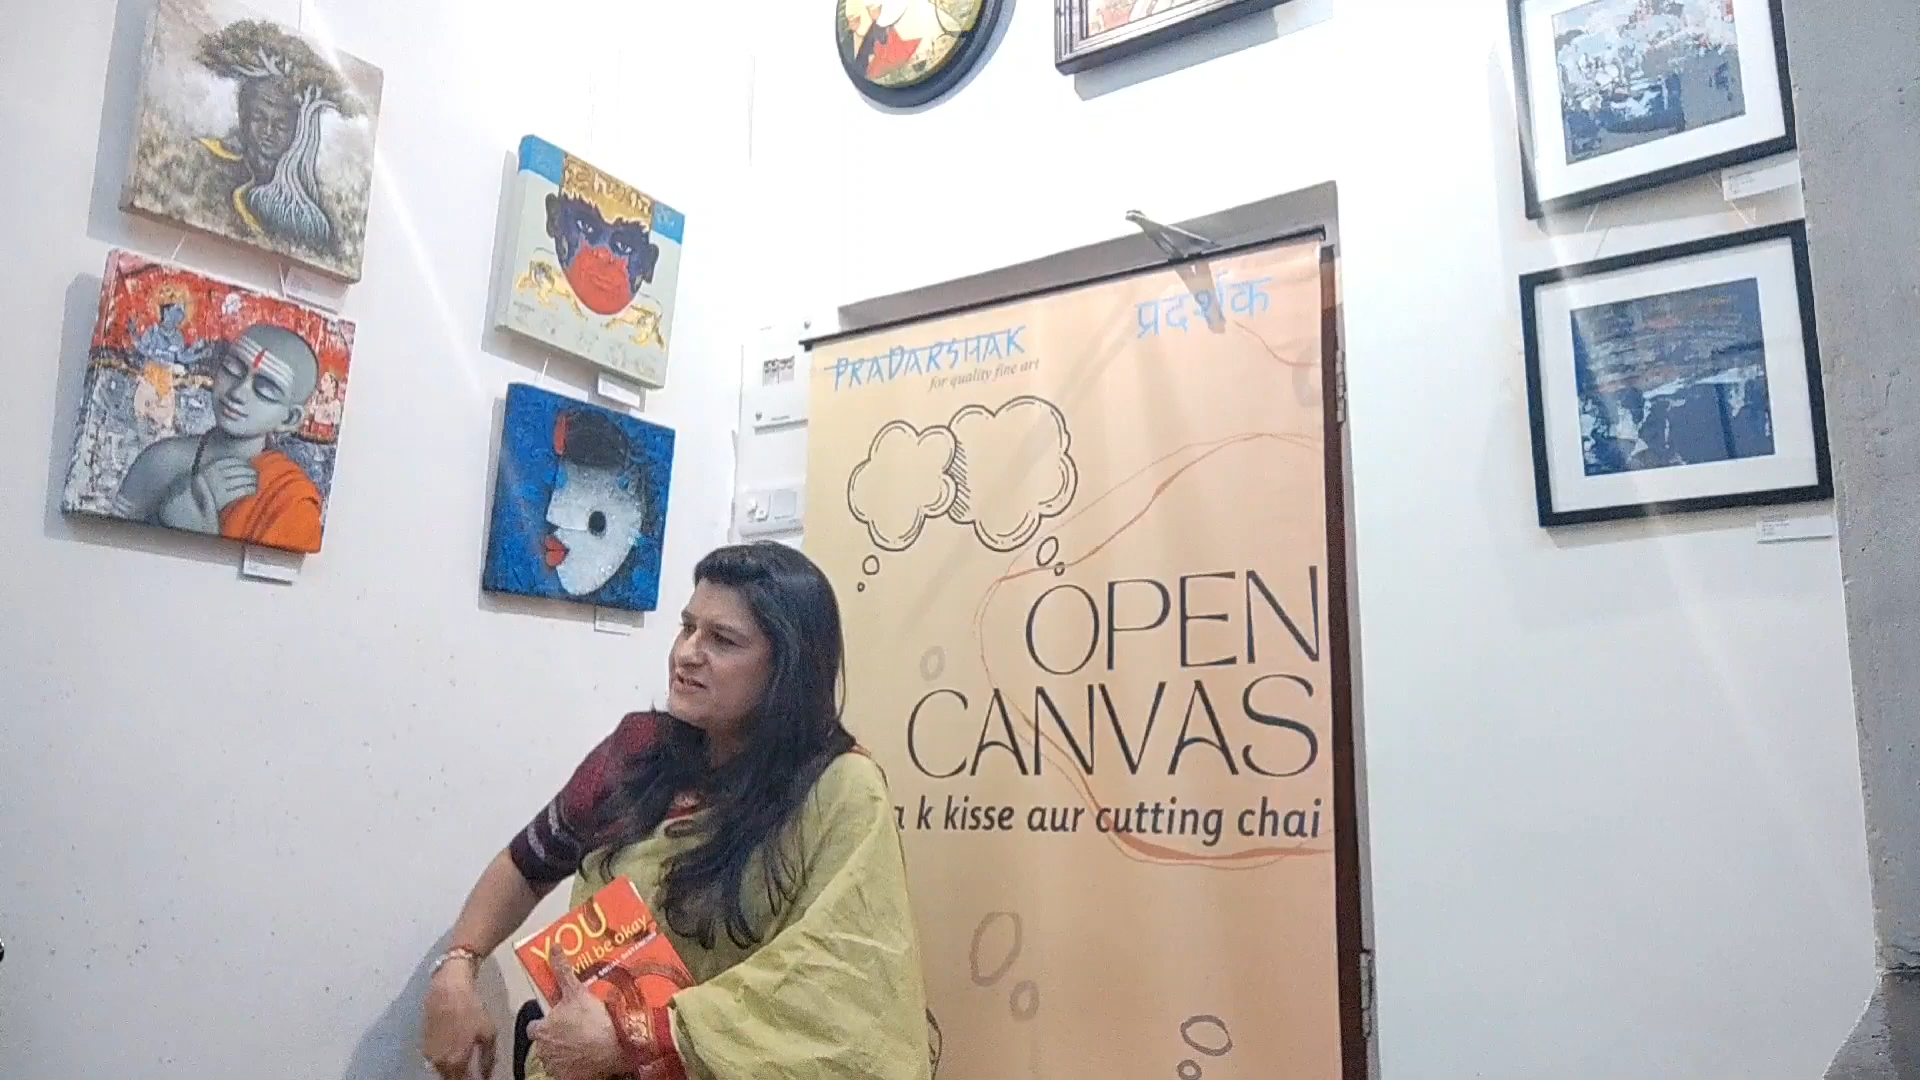 PRADARSHAK
for quality fine art
प्रदर्शक
OPEN
CANVAS
k kisse aur cutting chai
YOU
will be okay